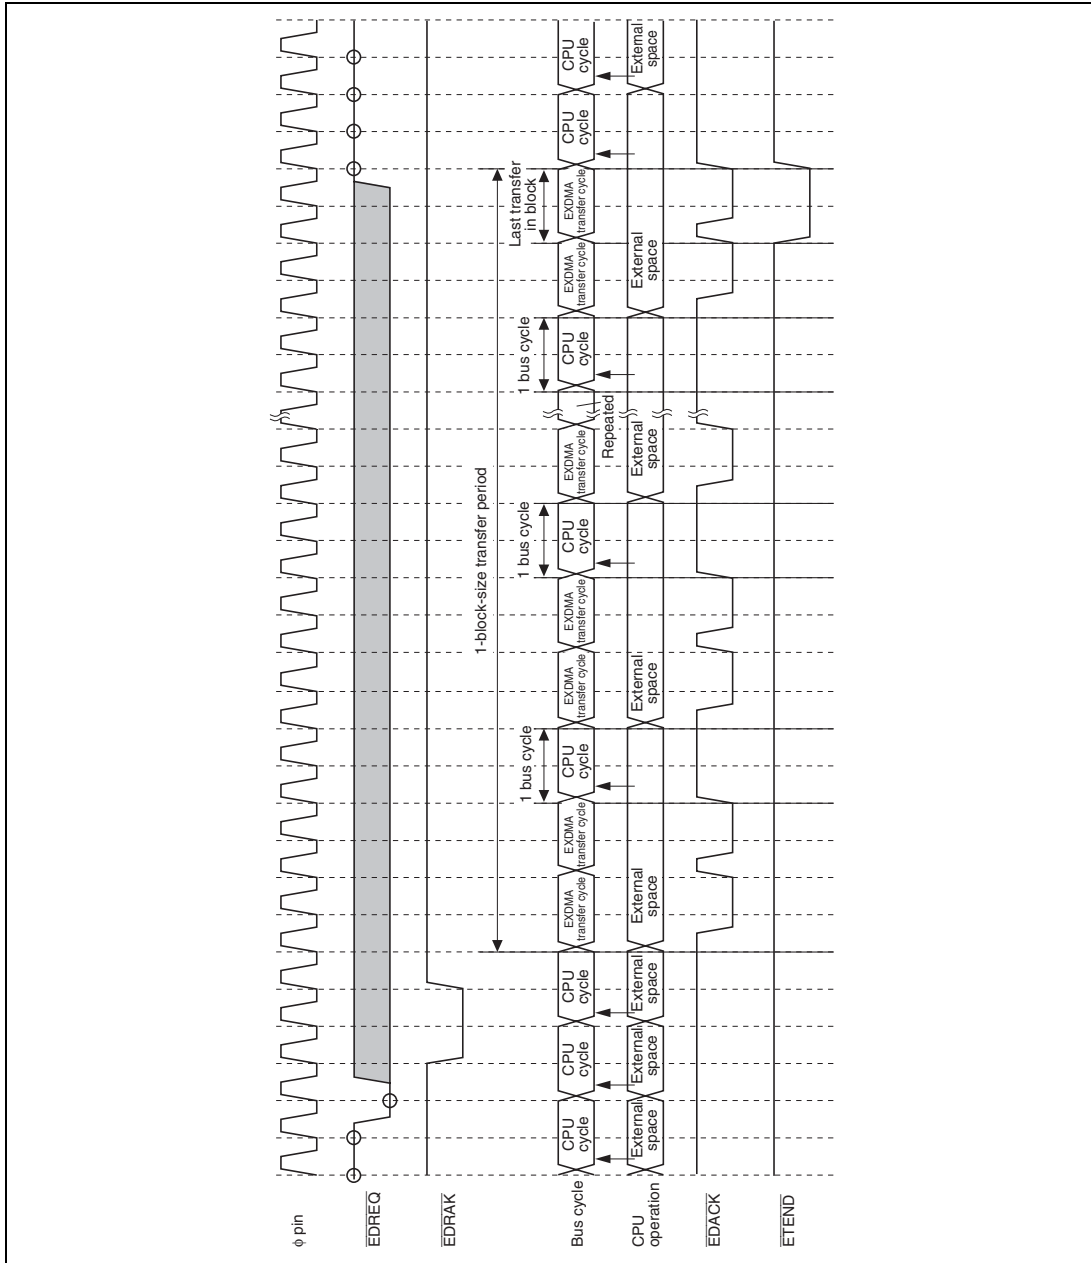 φ pin
EDREQ
EDRAK
1-block-size transfer period
1 bus cycle
1 bus cycle
1 bus cycle
Last transfer
in block
Bus cycle
CPU
cycle
CPU
cycle
CPU
cycle
EXDMA
transfer cycle
EXDMA
transfer cycle
CPU
cycle
EXDMA
transfer cycle
EXDMA
transfer cycle
CPU
cycle
EXDMA
transfer cycle
Repeated
CPU
cycle
EXDMA
transfer cycle
EXDMA
transfer cycle
CPU
cycle
CPU
cycle
CPU
operation
External
space
External
space
External
space
External
space
External
space
External
space
External
space
External
space
EDACK
ETEND